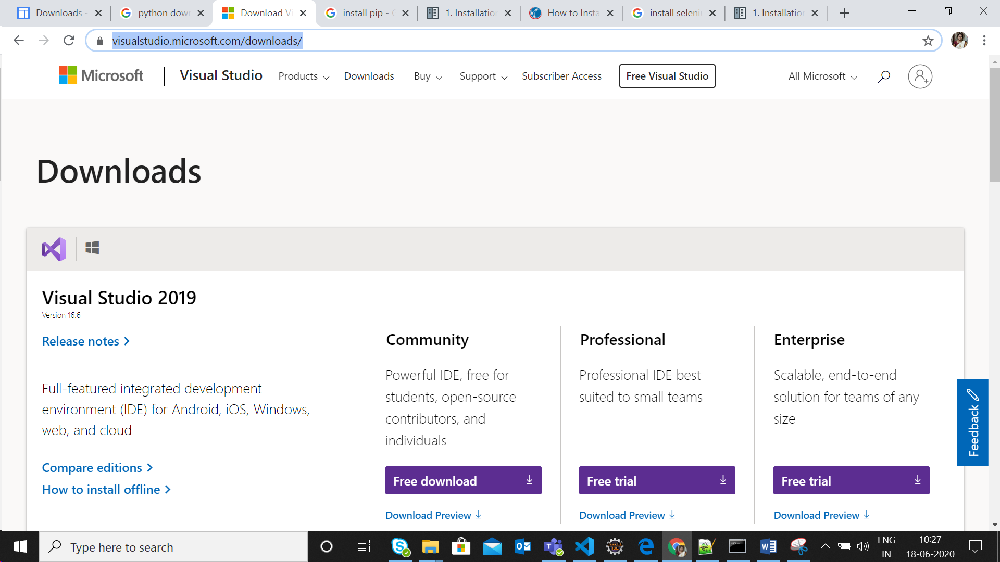 Downloads -
python dow
Download Vi
install pip - G
1. Installation
How to Insta
install seleni
1. Installation
visualstudio.microsoft.com/downloads/
Microsoft
Visual Studio
Products
Downloads
Buy
Support
Subscriber Access
Free Visual Studio
All Microsoft
Downloads
Visual Studio 2019
Version 16.6
Release notes
Full-featured integrated development
environment (IDE) for Android, iOS, Windows,
web, and cloud
Compare editions
How to install offline
Community
Powerful IDE, free for
students, open-source
contributors, and
individuals
Free download
Download Preview
Professional
Professional IDE best
suited to small teams
Free trial
Download Preview
Enterprise
Scalable, end-to-end
solution for teams of any
size
Free trial
Download Preview
Feedback
Type here to search
ENG
IN
10:27
18-06-2020